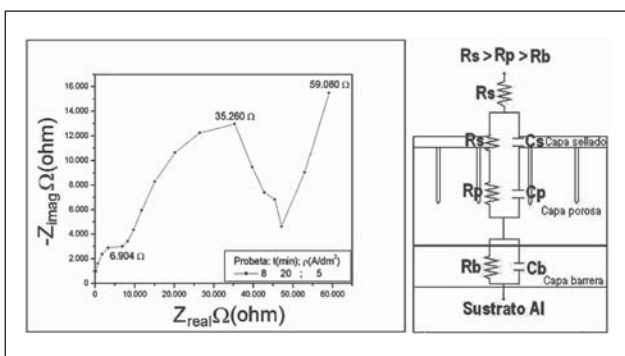 59.080 Ω
16.000
14.000
35.260 Ω
12.000
10.000
8.000
6.000
4.000
2.000
0
6.904 Ω
-Z imag Ω(ohm)
Probeta: t(min); ρ(A/dm²)
8 20 ; 5
0 10.000 20.000 30.000 40.000 50.000 60.000
Z real Ω(ohm)
Rs > Rp > Rb
Rs
Rs Cs Capa sellado
Rp Cp
Capa porosa
Rb Cb
Capa barrera
Sustrato Al